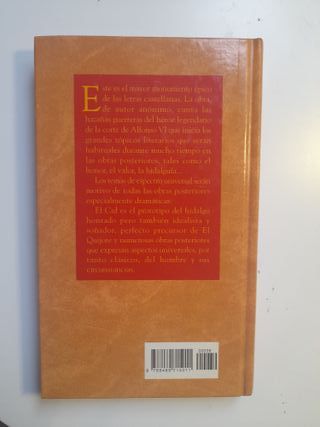 Este es el mayor monumento épico
de las letras castellanas. La obra,
de autor anónimo, canta las
hazañas guerreras del héroe legendario
de la corte de Alfonso VI que inició los
grandes tópicos literarios que serán
habituales durante mucho tiempo en
las obras posteriores, tales como el
honor, el valor, la hidalguía...
Los temas de espectro universal serán
motivo de todas las obras posteriores
especialmente dramáticas.
El Cid es el prototipo del hidalgo
honrado pero también idealista y
soñador, perfecto precursor de El
Quijote y numerosas obras posteriores
que expresan aspectos universales, por
tanto clásicos, del hombre y sus
circunstancias.
00036